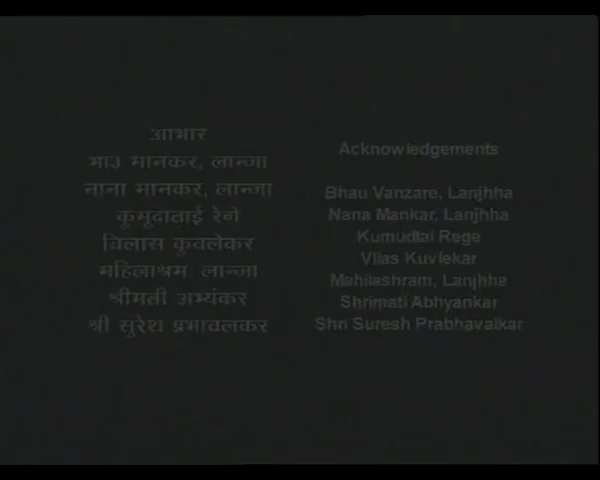 आभार
भाउ मानकर, लान्जा
नाना मानकर, लान्जा
कूमूदाताई रेगे
विलास कूवलेकर
महिलाश्रम लान्जा
श्रीमती अभ्यंकर
श्री सुरेश प्रभावलकर
Acknowledgements
Bhau Vanzare, Lanjhha
Nana Mankar, Lanjhha
Kumudtai Rege
Vilas Kuvlekar
Mahilashram, Lanjhha
Shrimati Abhyankar
Shri Suresh Prabhavalkar